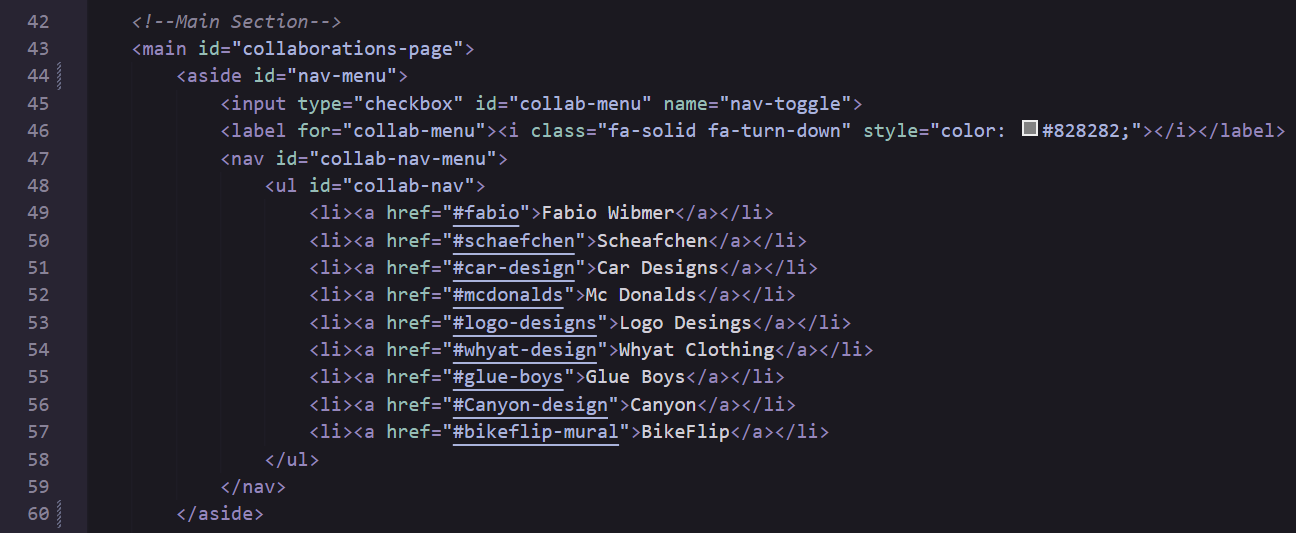 42 <!--Main Section-->
43 <main id="collaborations-page">
44 <aside id="nav-menu">
45 <input type="checkbox" id="collab-menu" name="nav-toggle">
46 <label for="collab-menu"><i class="fa-solid fa-turn-down" style="color: #828282;"></i></label>
47 <nav id="collab-nav-menu">
48 <ul id="collab-nav">
49 <li><a href="#fabio">Fabio Wibmer</a></li>
50 <li><a href="#schaefchen">Scheafchen</a></li>
51 <li><a href="#car-design">Car Designs</a></li>
52 <li><a href="#mcdonalds">Mc Donalds</a></li>
53 <li><a href="#logo-designs">Logo Desings</a></li>
54 <li><a href="#whyat-design">Whyat Clothing</a></li>
55 <li><a href="#glue-boys">Glue Boys</a></li>
56 <li><a href="#Canyon-design">Canyon</a></li>
57 <li><a href="#bikeflip-mural">BikeFlip</a></li>
58 </ul>
59 </nav>
60 </aside>